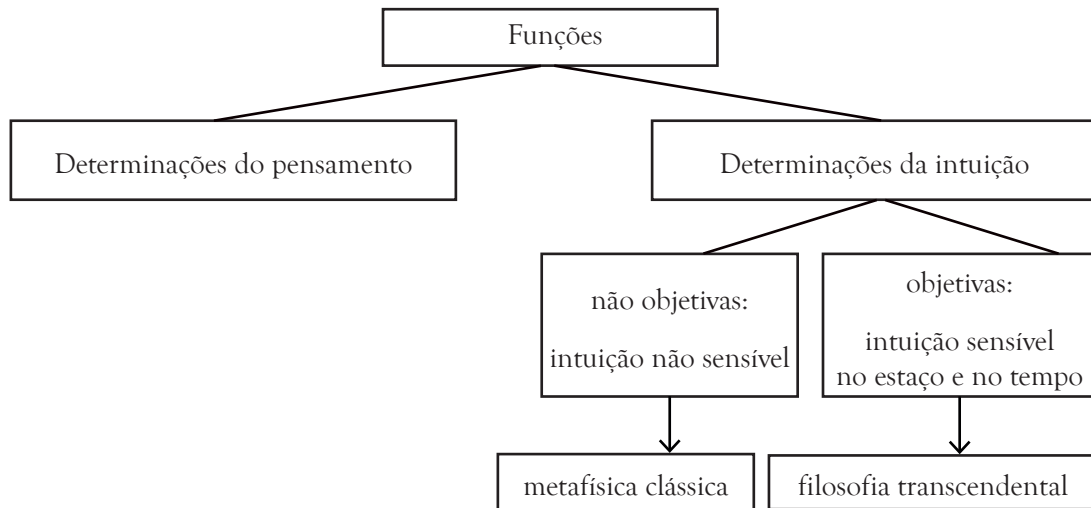 Funções
Determinações do pensamento
Determinações da intuição
não objetivas:
intuição não sensível
objetivas:
intuição sensível
no estaço e no tempo
metafísica clássica
filosofia transcendental